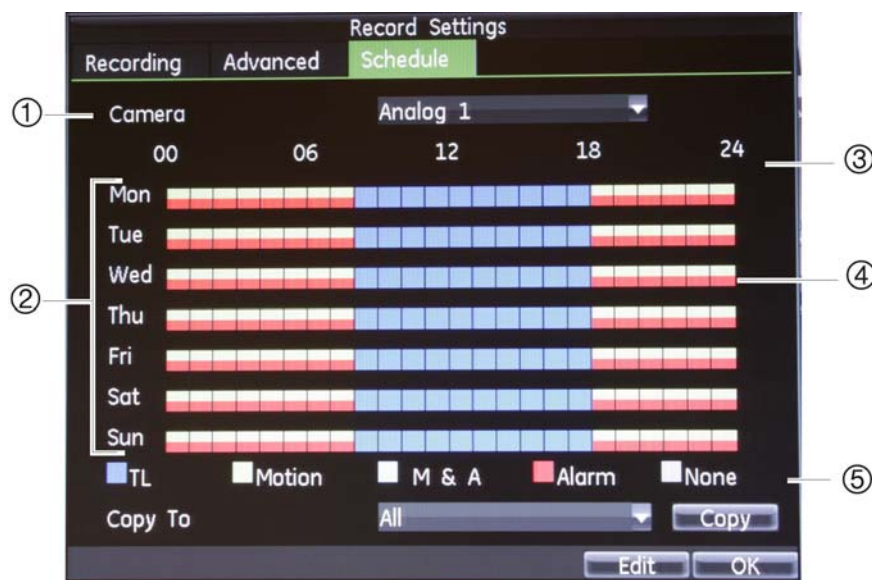 Record Settings
Recording Advanced Schedule
① Camera Analog 1
00 06 12 18 24 ③
Mon
Tue
Wed ④
②
Thu
Fri
Sat
Sun
TL Motion M & A Alarm None ⑤
Copy To All Copy
Edit OK